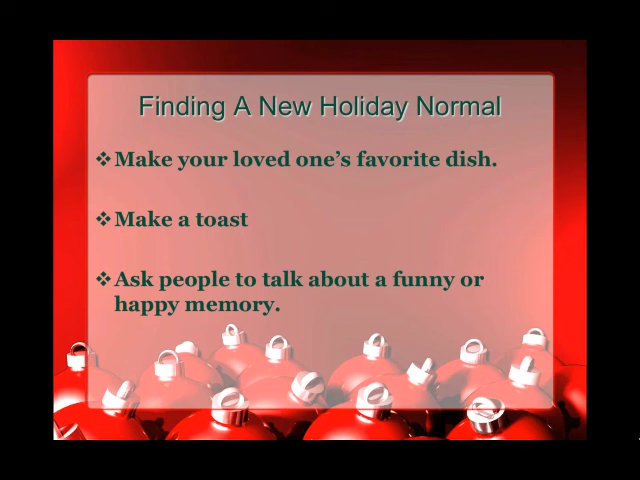 Finding A New Holiday Normal
❖Make your loved one’s favorite dish.
❖Make a toast
❖Ask people to talk about a funny or
happy memory.